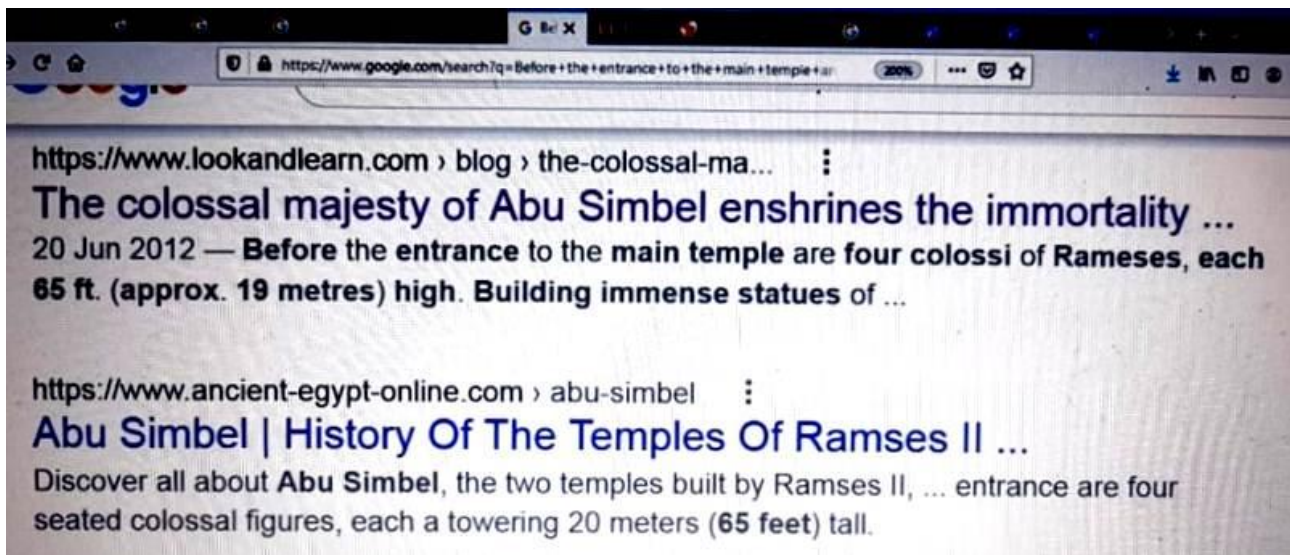 G Be
https://www.google.com/search?q=Before+the+entrance+to+the+main+temple+ar
200%
https://www.lookandlearn.com › blog › the-colossal-ma...
The colossal majesty of Abu Simbel enshrines the immortality ...
20 Jun 2012 — Before the entrance to the main temple are four colossi of Rameses, each
65 ft. (approx. 19 metres) high. Building immense statues of ...
https://www.ancient-egypt-online.com › abu-simbel
Abu Simbel | History Of The Temples Of Ramses II ...
Discover all about Abu Simbel, the two temples built by Ramses II, ... entrance are four
seated colossal figures, each a towering 20 meters (65 feet) tall.